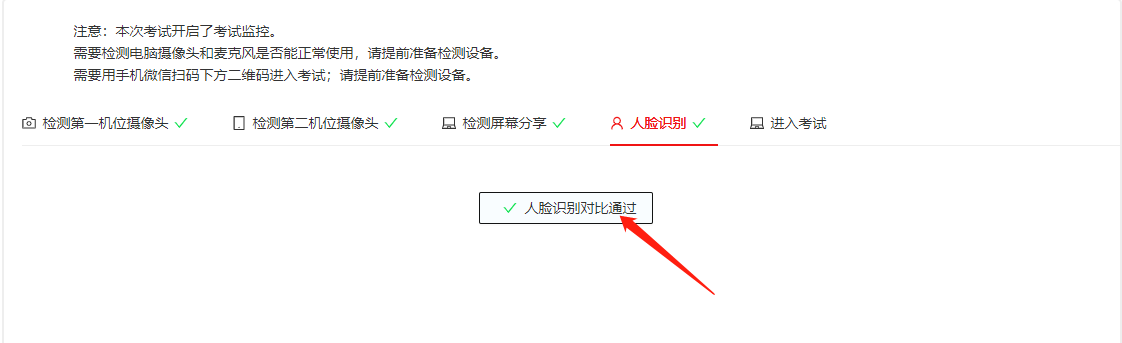 注意：本次考试开启了考试监控。
需要检测电脑摄像头和麦克风是否能正常使用，请提前准备检测设备。
需要用手机微信扫码下方二维码进入考试；请提前准备检测设备。
检测第一机位摄像头 检测第二机位摄像头 检测屏幕分享 人脸识别 进入考试
人脸识别对比通过